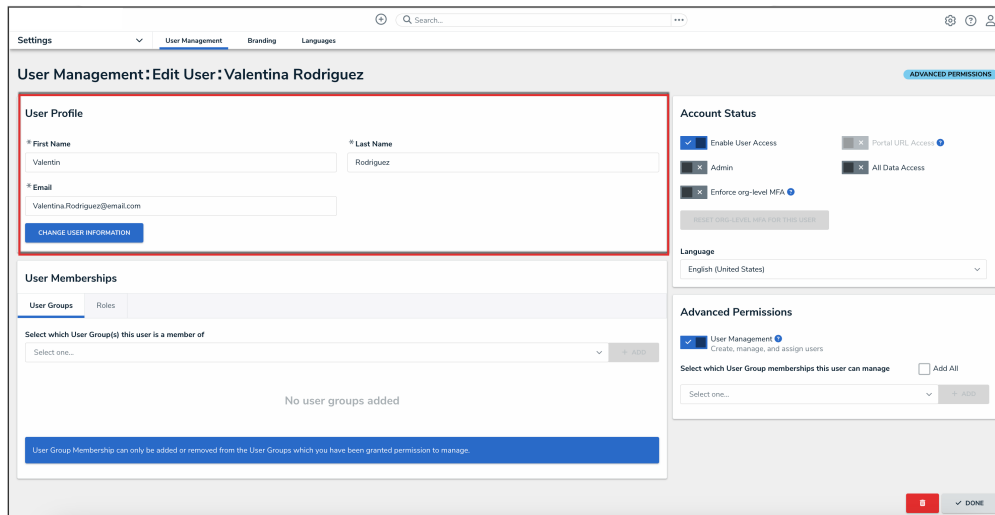 Search...
Settings
User Management
Branding
Languages
User Management:Edit User:Valentina Rodriguez
ADVANCED PERMISSIONS
User Profile
* First Name
* Last Name
Valentin
Rodriguez
* Email
Valentina.Rodriguez@email.com
CHANGE USER INFORMATION
User Memberships
User Groups
Roles
Select which User Group(s) this user is a member of
Select one...
+ ADD
No user groups added
User Group Membership can only be added or removed from the User Groups which you have been granted permission to manage.
Account Status
Enable User Access
Portal URL Access
Admin
All Data Access
Enforce org-level MFA
RESET ORG-LEVEL MFA FOR THIS USER
Language
English (United States)
Advanced Permissions
User Management
Create, manage, and assign users
Select which User Group memberships this user can manage
Add All
Select one...
+ ADD
DONE